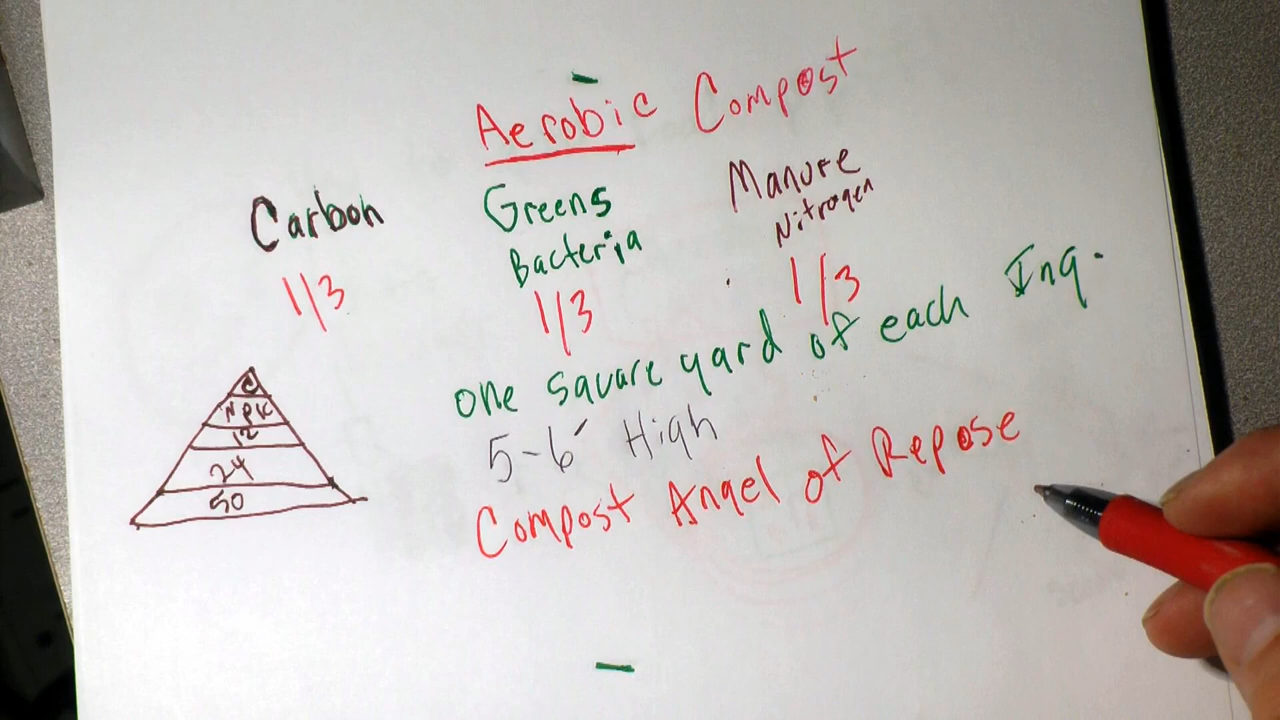 Aerobic Compost
Carbon Greens Manure
Bacteria Nitrogen
1/3 1/3 1/3
one square yard of each Ing.
5-6' High
Compost Angel of Repose
C
NPK
12
24
50